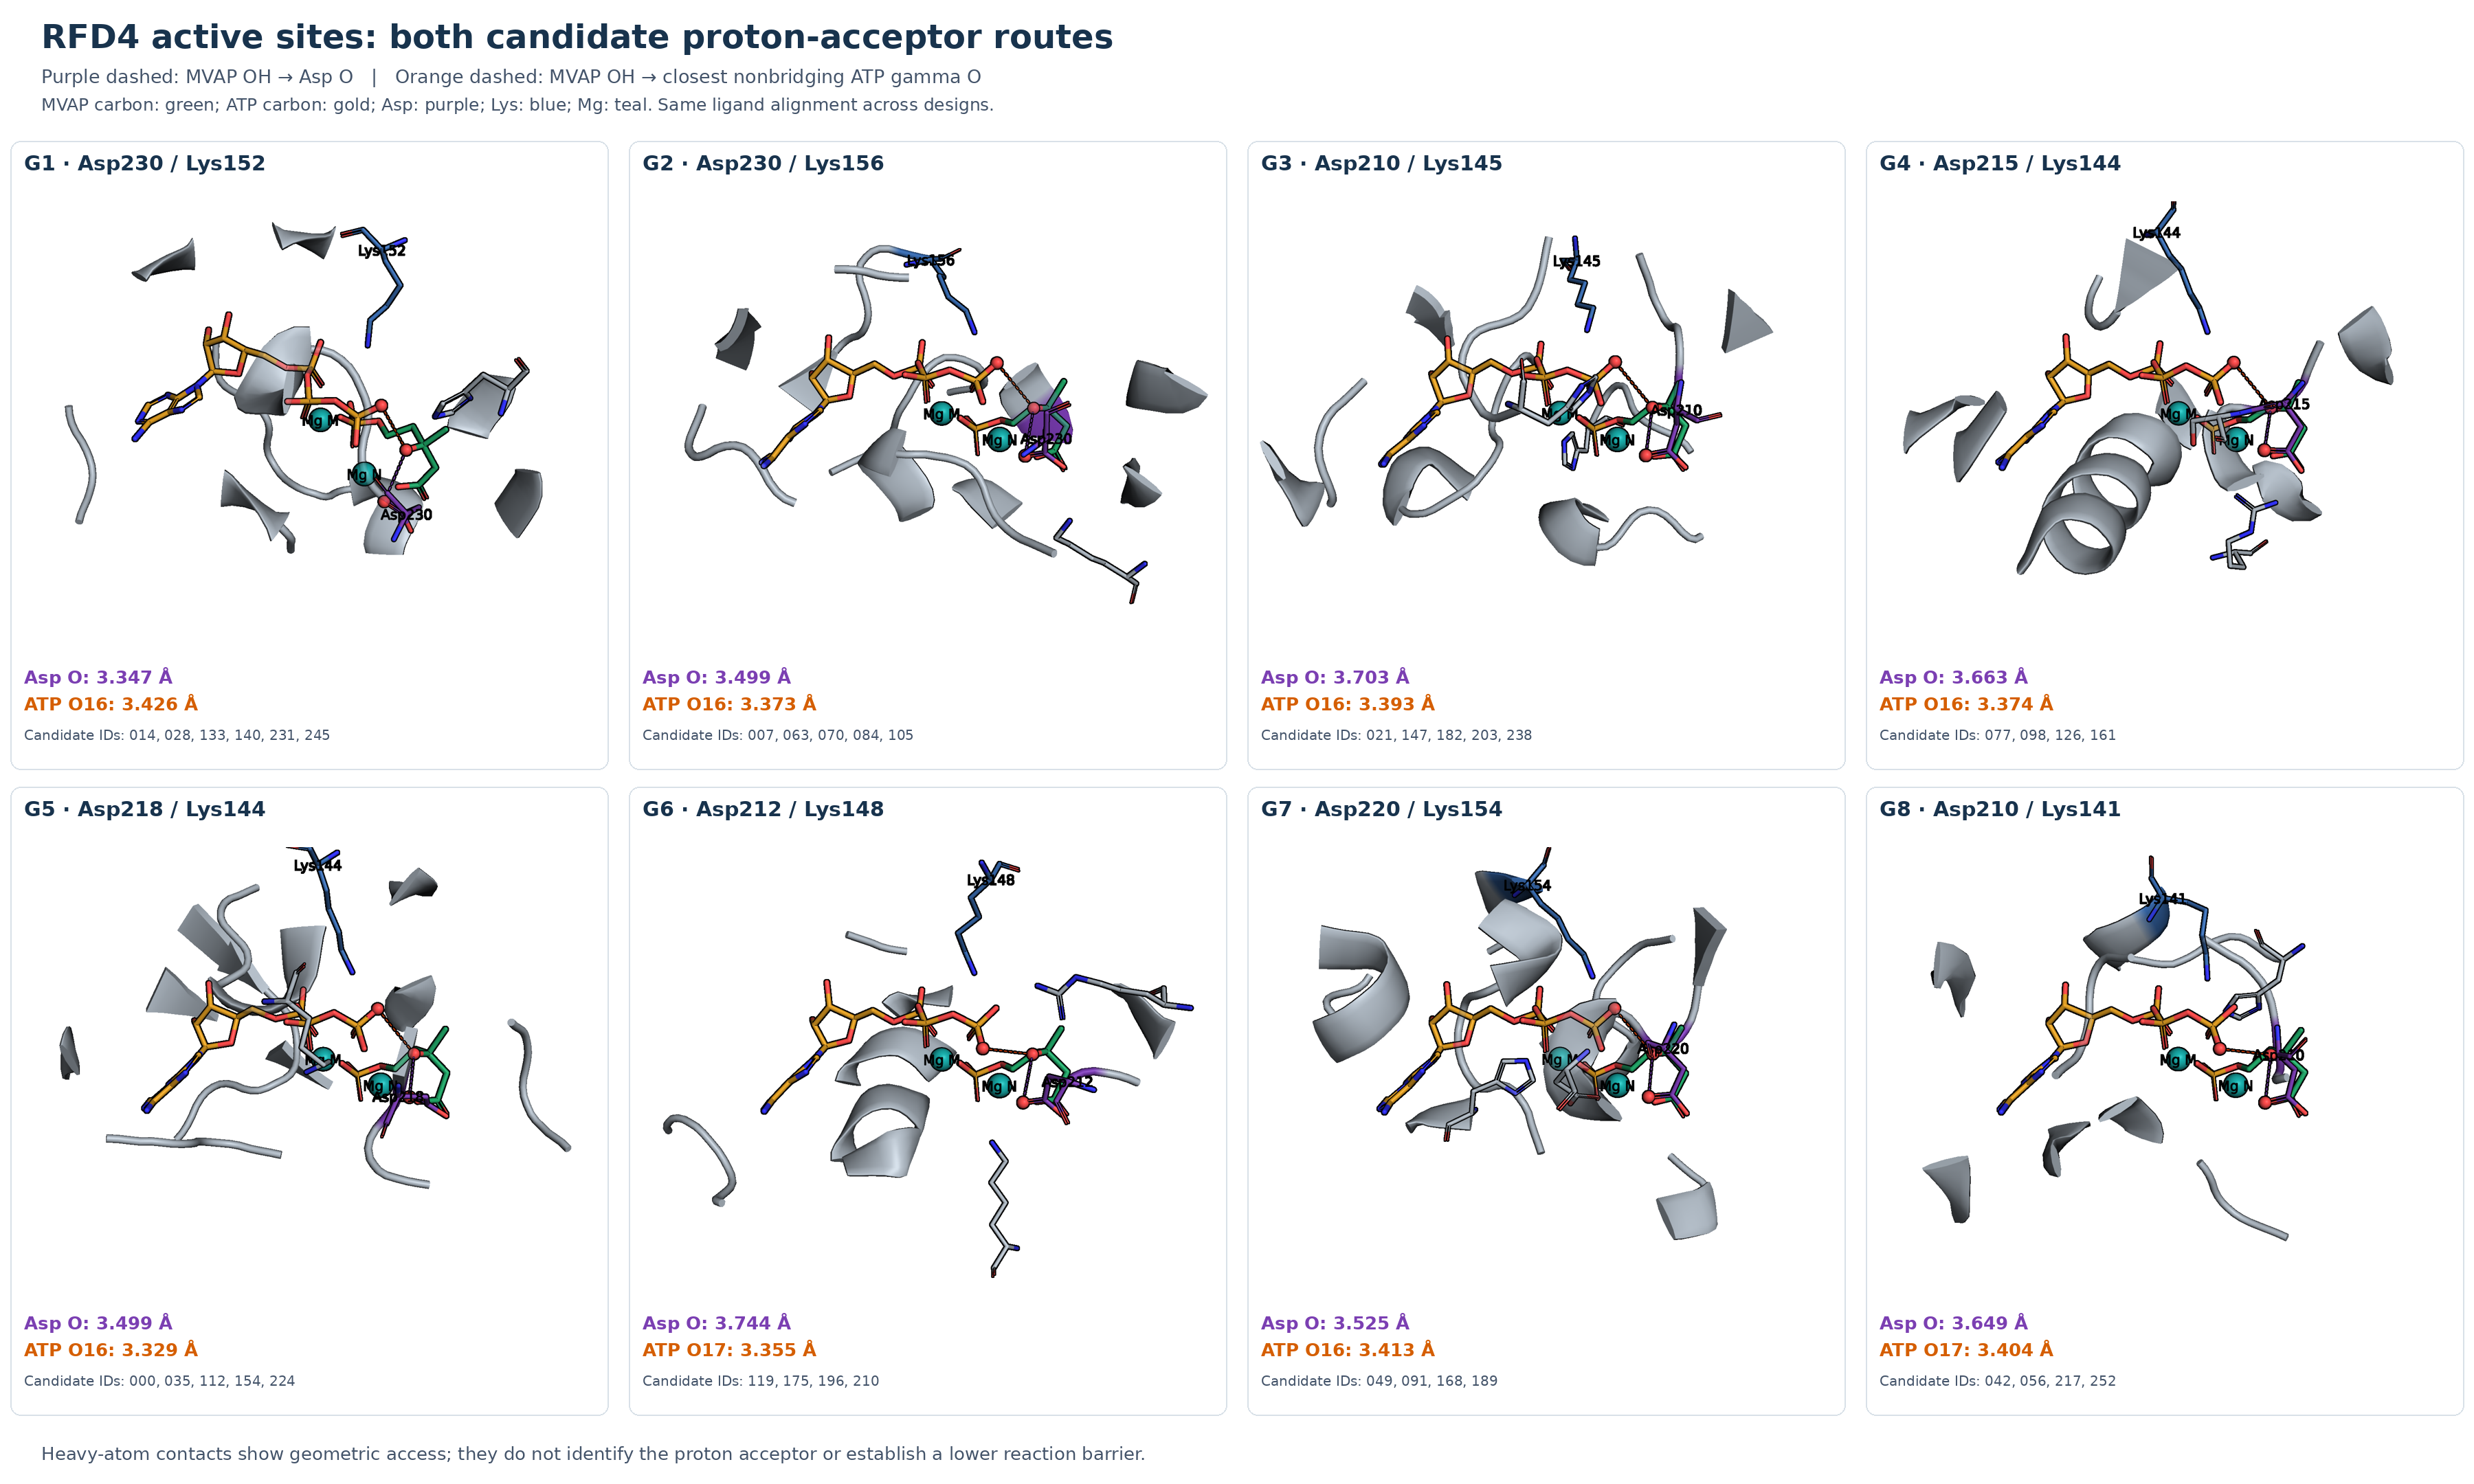 RFD4 active sites: both candidate proton-acceptor routes
Purple dashed: MVAP OH → Asp O | Orange dashed: MVAP OH → closest nonbridging ATP gamma O
MVAP carbon: green; ATP carbon: gold; Asp: purple; Lys: blue; Mg: teal. Same ligand alignment across designs.
G1 · Asp230 / Lys152
Lys152
Mg M
Mg N
Asp230
Asp O: 3.347 Å
ATP O16: 3.426 Å
Candidate IDs: 014, 028, 133, 140, 231, 245
G2 · Asp230 / Lys156
Lys156
Mg M
Mg N
Asp230
Asp O: 3.499 Å
ATP O16: 3.373 Å
Candidate IDs: 007, 063, 070, 084, 105
G3 · Asp210 / Lys145
Lys145
Mg M
Asp210
Mg N
Asp O: 3.703 Å
ATP O16: 3.393 Å
Candidate IDs: 021, 147, 182, 203, 238
G4 · Asp215 / Lys144
Lys144
Asp215
Mg M
Mg N
Asp O: 3.663 Å
ATP O16: 3.374 Å
Candidate IDs: 077, 098, 126, 161
G5 · Asp218 / Lys144
Lys144
Mg M
Mg N
Asp218
Asp O: 3.499 Å
ATP O16: 3.329 Å
Candidate IDs: 000, 035, 112, 154, 224
G6 · Asp212 / Lys148
Lys148
Mg M
Mg N
Asp212
Asp O: 3.744 Å
ATP O17: 3.355 Å
Candidate IDs: 119, 175, 196, 210
G7 · Asp220 / Lys154
Lys154
Asp220
Mg M
Mg N
Asp O: 3.525 Å
ATP O16: 3.413 Å
Candidate IDs: 049, 091, 168, 189
G8 · Asp210 / Lys141
Lys141
Asp210
Mg M
Mg N
Asp O: 3.649 Å
ATP O17: 3.404 Å
Candidate IDs: 042, 056, 217, 252
Heavy-atom contacts show geometric access; they do not identify the proton acceptor or establish a lower reaction barrier.